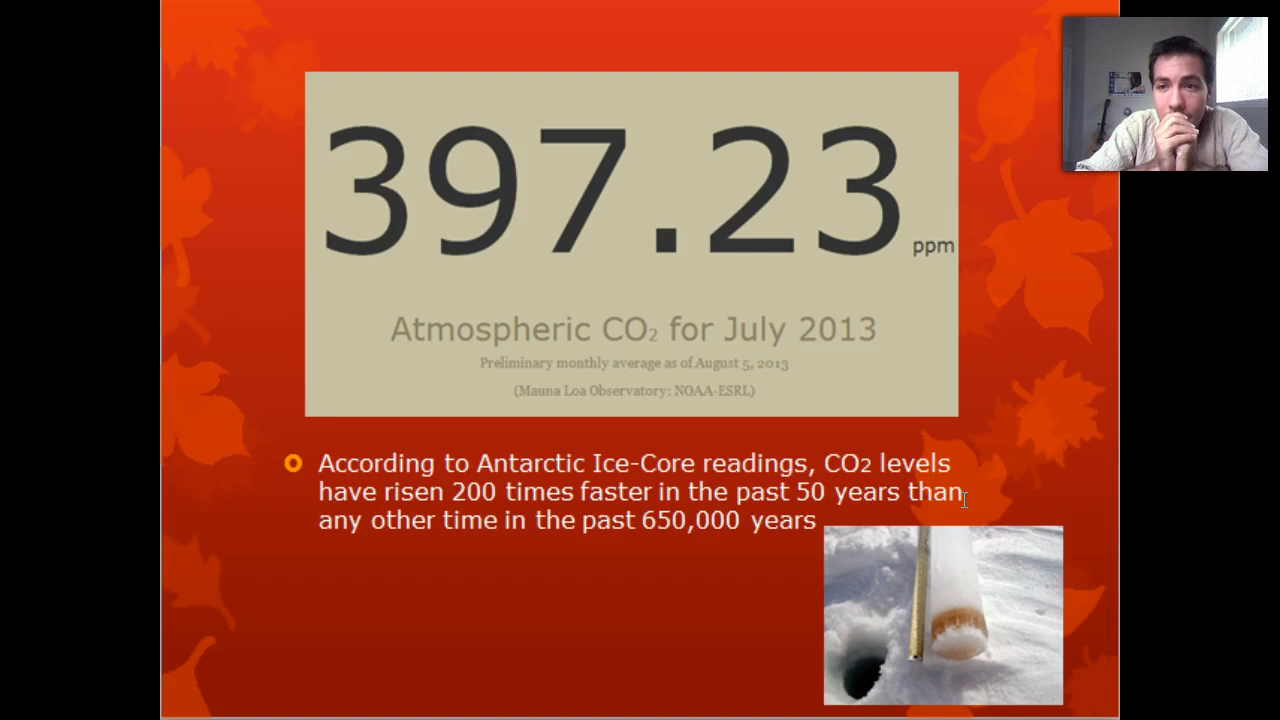 397.23 ppm
Atmospheric CO₂ for July 2013
Preliminary monthly average as of August 5, 2013
(Mauna Loa Observatory: NOAA-ESRL)
According to Antarctic Ice-Core readings, CO2 levels
have risen 200 times faster in the past 50 years than
any other time in the past 650,000 years